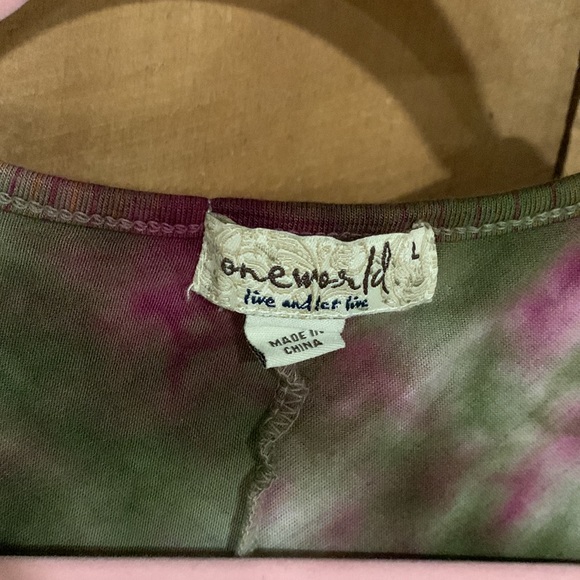 oneworld. L
live and let live
MADE IN
CHINA